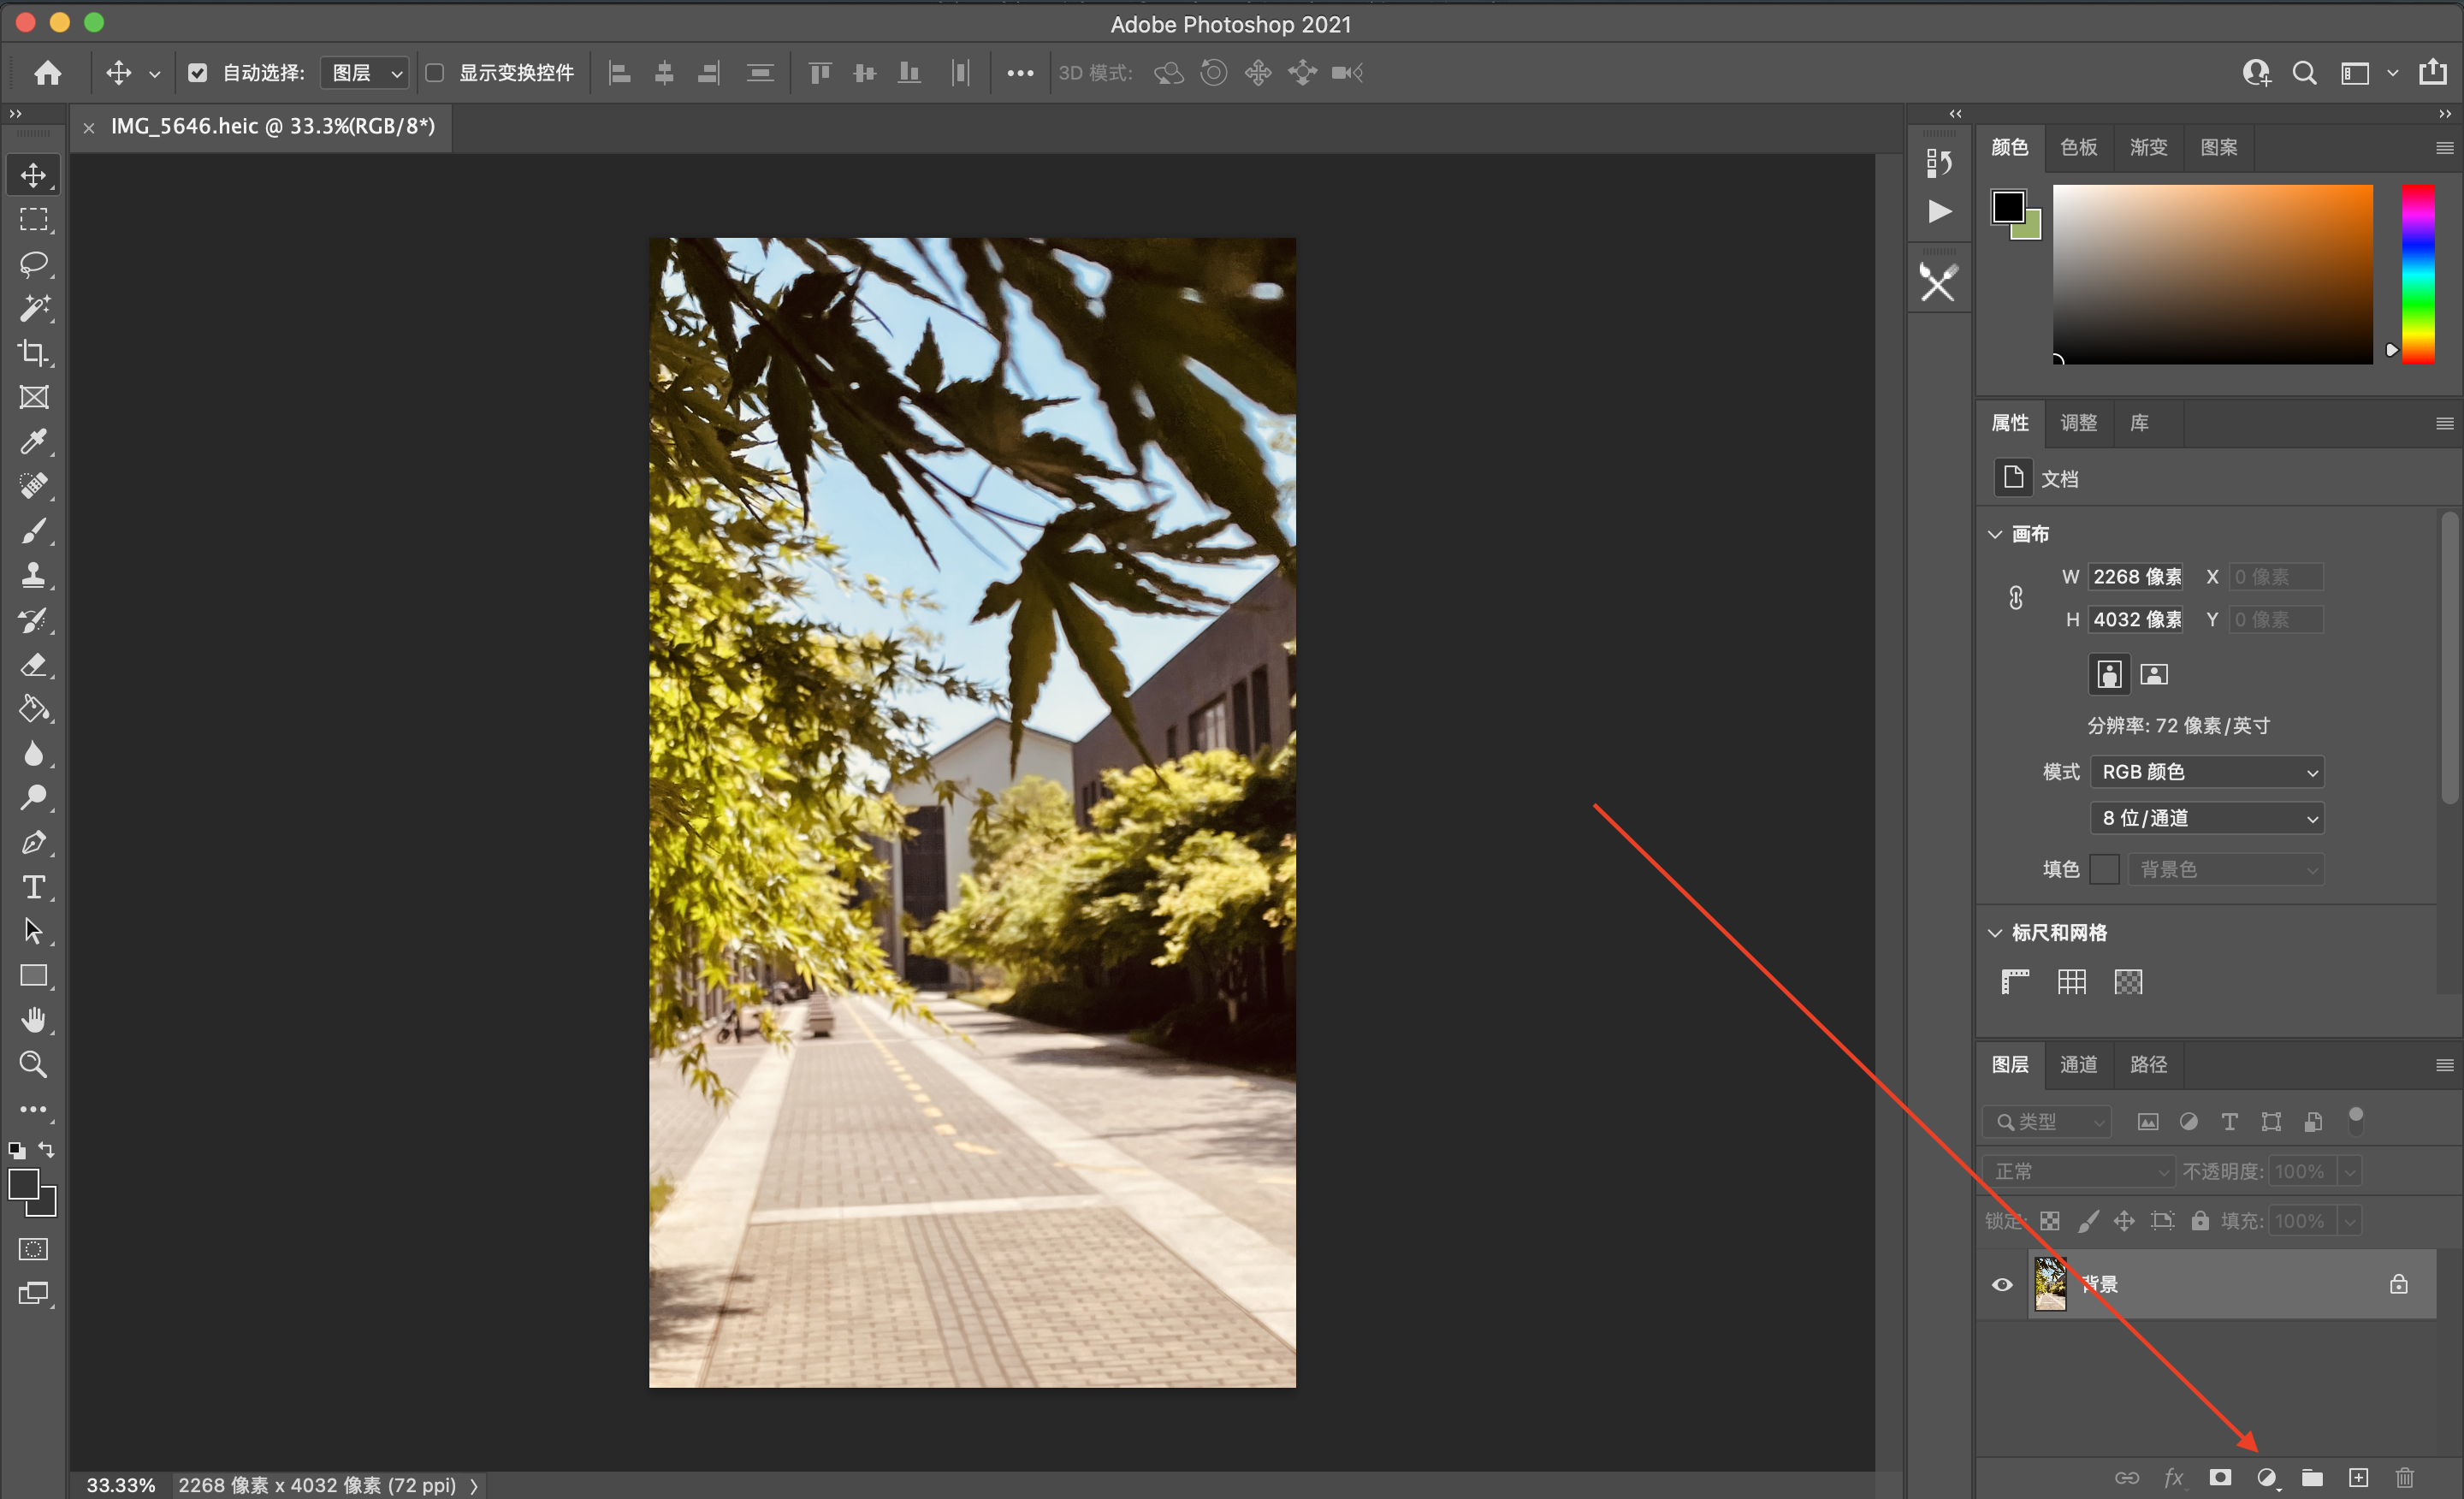 Adobe Photoshop 2021
自动选择: 图层 显示变换控件 3D 模式:
× IMG_5646.heic @ 33.3%(RGB/8*)
颜色 色板 渐变 图案
属性 调整 库
文档
画布
W 2268 像素 X 0 像素
H 4032 像素 Y 0 像素
分辨率: 72 像素/英寸
模式 RGB 颜色
8 位/通道
填色 背景色
标尺和网格
图层 通道 路径
类型
正常 不透明度: 100%
锁定: 填充: 100%
背景
fx
33.33% 2268 像素 x 4032 像素 (72 ppi)